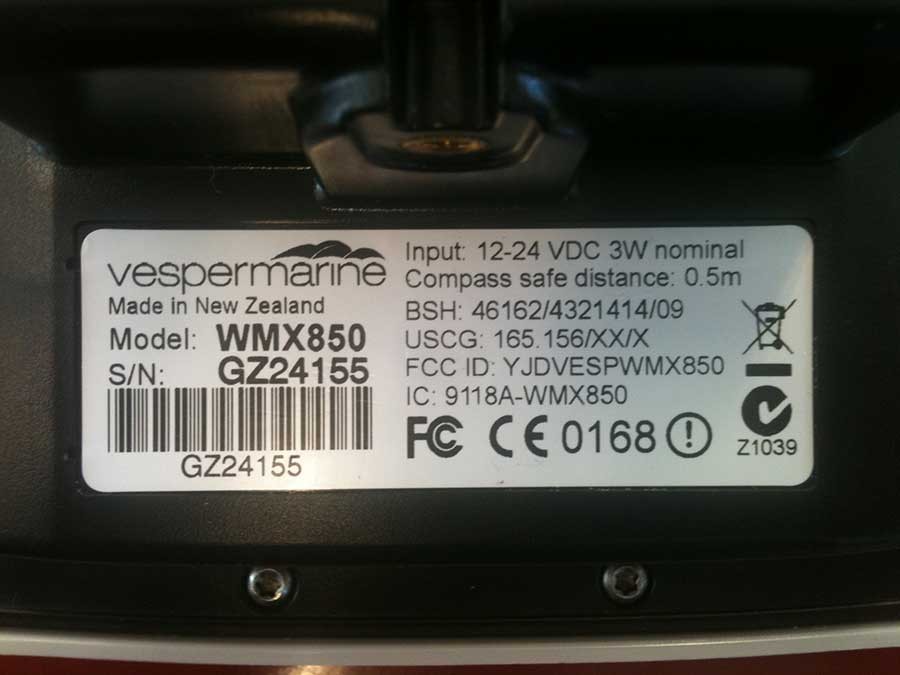 vespermarine
Made in New Zealand
Model: WMX850
S/N: GZ24155
GZ24155
Input: 12-24 VDC 3W nominal
Compass safe distance: 0.5m
BSH: 46162/4321414/09
USCG: 165.156/XX/X
FCC ID: YJDVESPWMX850
IC: 9118A-WMX850
FC CE 0168 !
Z1039